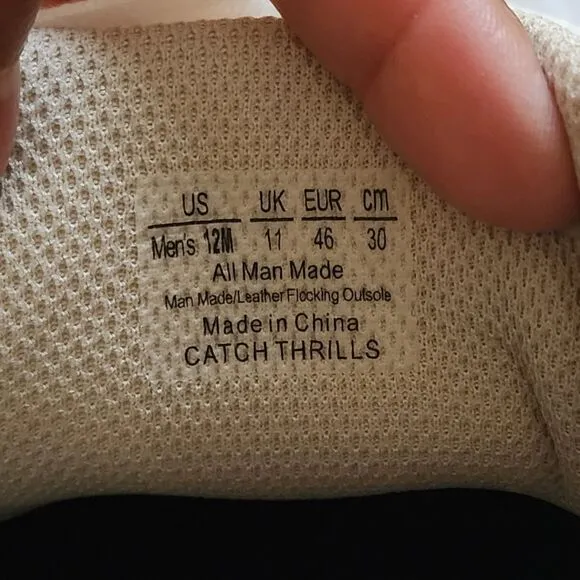 US UK EUR cm
Men's 12M 11 46 30
All Man Made
Man Made/Leather Flocking Outsole
Made in China
CATCH THRILLS